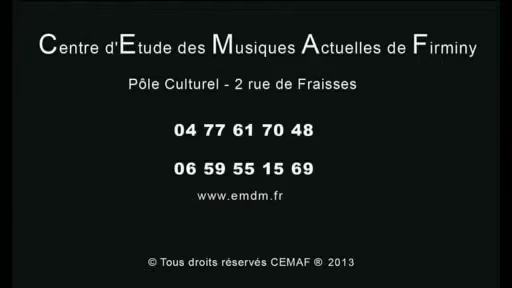 Centre d'Etude des Musiques Actuelles de Firminy
Pôle Culturel - 2 rue de Fraisses
04 77 61 70 48
06 59 55 15 69
www.emdm.fr
© Tous droits réservés CEMAF ® 2013